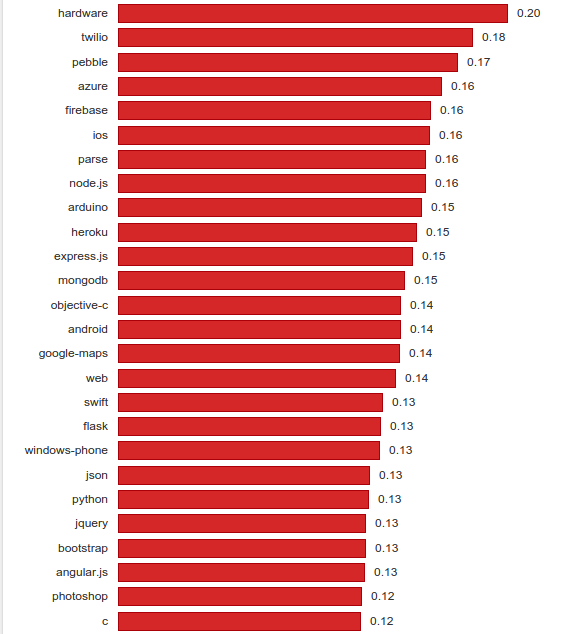 hardware 0.20
twilio 0.18
pebble 0.17
azure 0.16
firebase 0.16
ios 0.16
parse 0.16
node.js 0.16
arduino 0.15
heroku 0.15
express.js 0.15
mongodb 0.15
objective-c 0.14
android 0.14
google-maps 0.14
web 0.14
swift 0.13
flask 0.13
windows-phone 0.13
json 0.13
python 0.13
jquery 0.13
bootstrap 0.13
angular.js 0.13
photoshop 0.12
c 0.12